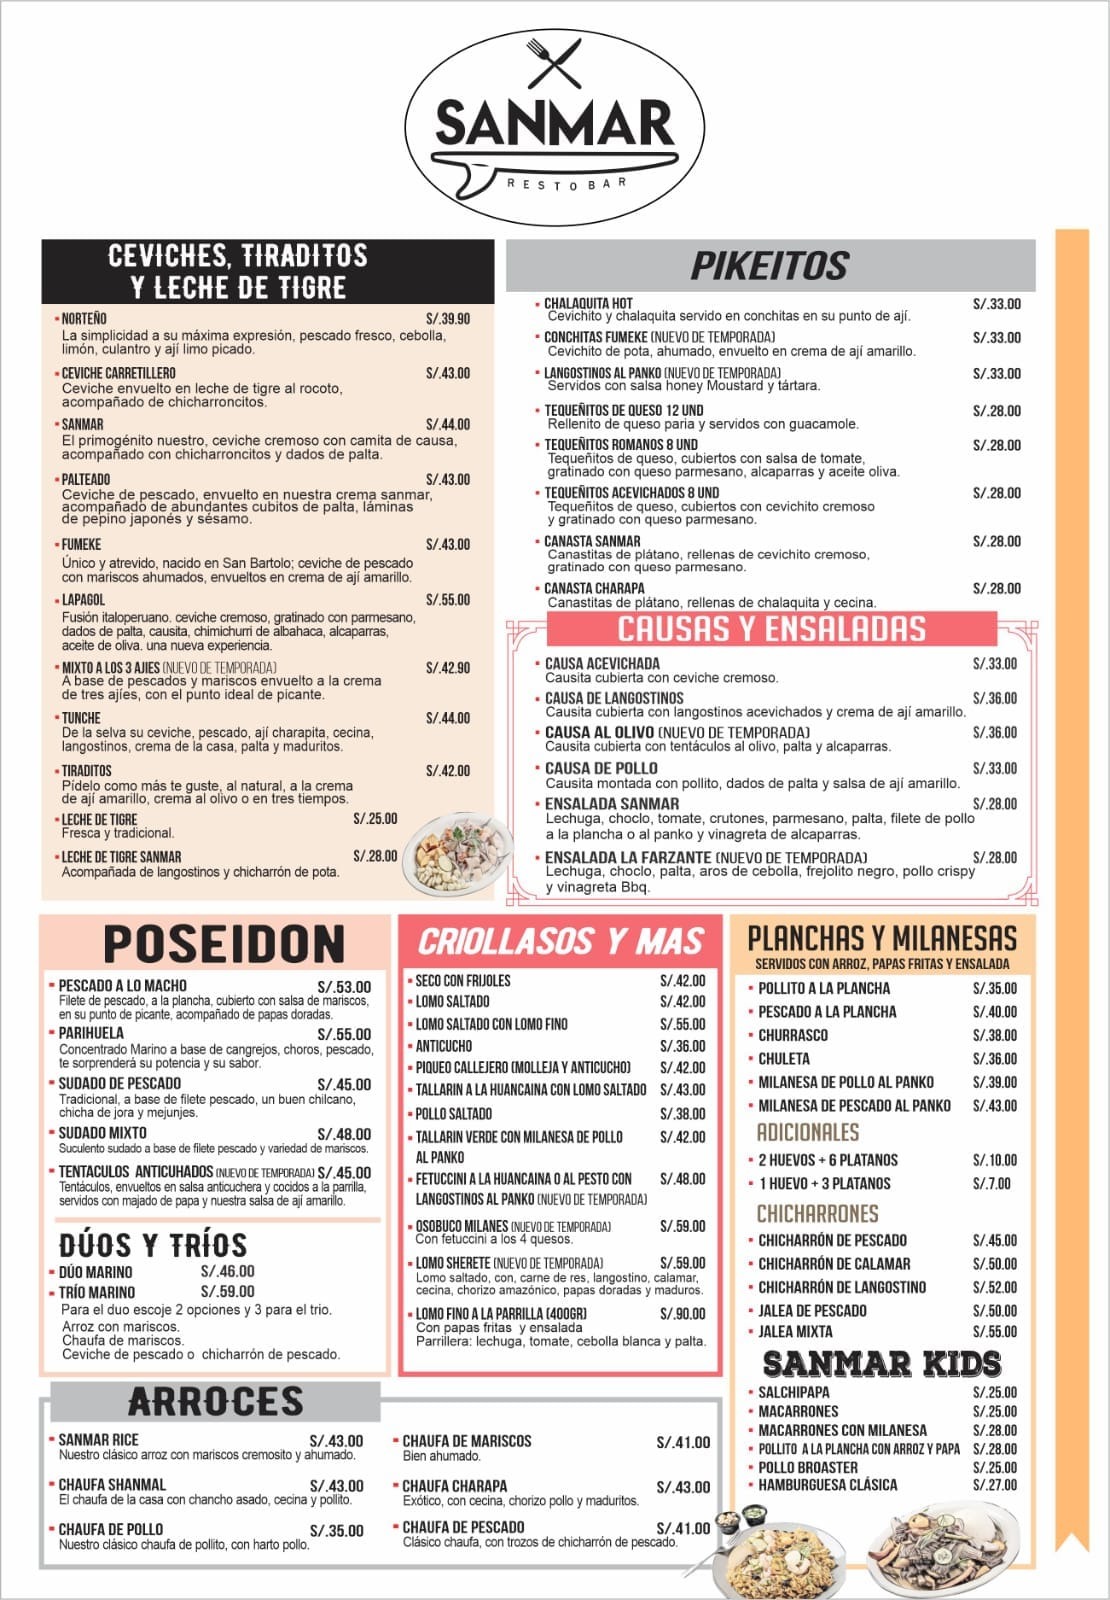 SANMAR
RESTOBAR
CEVICHES, TIRADITOS
Y LECHE DE TIGRE
NORTEÑO S/.39.90
La simplicidad a su máxima expresión, pescado fresco, cebolla,
limón, culantro y ají limo picado.
CEVICHE CARRETILLERO S/.43.00
Ceviche envuelto en leche de tigre al rocoto,
acompañado de chicharroncitos.
SANMAR S/.44.00
El primogénito nuestro, ceviche cremoso con camita de causa,
acompañado con chicharroncitos y dados de palta.
PALTEADO S/.43.00
Ceviche de pescado, envuelto en nuestra crema sanmar,
acompañado de abundantes cubitos de palta, láminas
de pepino japonés y sésamo.
FUMEKE S/.43.00
Único y atrevido, nacido en San Bartolo; ceviche de pescado
con mariscos ahumados, envueltos en crema de ají amarillo.
LAPAGOL S/.55.00
Fusión italoperuano. ceviche cremoso, gratinado con parmesano,
dados de palta, causita, chimichurri de albahaca, alcaparras,
aceite de oliva. una nueva experiencia.
MIXTO A LOS 3 AJIES (NUEVO DE TEMPORADA) S/.42.90
A base de pescados y mariscos envuelto a la crema
de tres ajíes, con el punto ideal de picante.
TUNCHE S/.44.00
De la selva su ceviche, pescado, ají charapita, cecina,
langostinos, crema de la casa, palta y maduritos.
TIRADITOS S/.42.00
Pídelo como más te guste, al natural, a la crema
de ají amarillo, crema al olivo o en tres tiempos.
LECHE DE TIGRE S/.25.00
Fresca y tradicional.
LECHE DE TIGRE SANMAR S/.28.00
Acompañada de langostinos y chicharrón de pota.
PIKEITOS
CHALAQUITA HOT S/.33.00
Cevichito y chalaquita servido en conchitas en su punto de ají.
CONCHITAS FUMEKE (NUEVO DE TEMPORADA) S/.33.00
Cevichito de pota, ahumado, envuelto en crema de ají amarillo.
LANGOSTINOS AL PANKO (NUEVO DE TEMPORADA) S/.33.00
Servidos con salsa honey Moustard y tártara.
TEQUEÑITOS DE QUESO 12 UND S/.28.00
Rellenito de queso paria y servidos con guacamole.
TEQUEÑITOS ROMANOS 8 UND S/.28.00
Tequeñitos de queso, cubiertos con salsa de tomate,
gratinado con queso parmesano, alcaparras y aceite oliva.
TEQUEÑITOS ACEVICHADOS 8 UND S/.28.00
Tequeñitos de queso, cubiertos con cevichito cremoso
y gratinado con queso parmesano.
CANASTA SANMAR S/.28.00
Canastitas de plátano, rellenas de cevichito cremoso,
gratinado con queso parmesano.
CANASTA CHARAPA S/.28.00
Canastitas de plátano, rellenas de chalaquita y cecina.
CAUSAS Y ENSALADAS
CAUSA ACEVICHADA S/.33.00
Causita cubierta con ceviche cremoso.
CAUSA DE LANGOSTINOS S/.36.00
Causita cubierta con langostinos acevichados y crema de ají amarillo.
CAUSA AL OLIVO (NUEVO DE TEMPORADA) S/.36.00
Causita cubierta con tentáculos al olivo, palta y alcaparras.
CAUSA DE POLLO S/.33.00
Causita montada con pollito, dados de palta y salsa de ají amarillo.
ENSALADA SANMAR S/.28.00
Lechuga, choclo, tomate, crutones, parmesano, palta, filete de pollo
a la plancha o al panko y vinagreta de alcaparras.
ENSALADA LA FARZANTE (NUEVO DE TEMPORADA) S/.28.00
Lechuga, choclo, palta, aros de cebolla, frejolito negro, pollo crispy
y vinagreta Bbq.
POSEIDON
PESCADO A LO MACHO S/.53.00
Filete de pescado, a la plancha, cubierto con salsa de mariscos,
en su punto de picante, acompañado de papas doradas.
PARIHUELA S/.55.00
Concentrado Marino a base de cangrejos, choros, pescado,
te sorprenderá su potencia y su sabor.
SUDADO DE PESCADO S/.45.00
Tradicional, a base de filete pescado, un buen chilcano,
chicha de jora y mejunjes.
SUDADO MIXTO S/.48.00
Suculento sudado a base de filete pescado y variedad de mariscos.
TENTACULOS ANTICUHADOS (NUEVO DE TEMPORADA) S/.45.00
Tentáculos, envueltos en salsa anticuchera y cocidos a la parrilla,
servidos con majado de papa y nuestra salsa de ají amarillo.
DÚOS Y TRÍOS
DÚO MARINO S/.46.00
TRÍO MARINO S/.59.00
Para el duo escoje 2 opciones y 3 para el trio.
Arroz con mariscos.
Chaufa de mariscos.
Ceviche de pescado o chicharrón de pescado.
CRIOLLASOS Y MAS
SECO CON FRIJOLES S/.42.00
LOMO SALTADO S/.42.00
LOMO SALTADO CON LOMO FINO S/.55.00
ANTICUCHO S/.36.00
PIQUEO CALLEJERO (MOLLEJA Y ANTICUCHO) S/.42.00
TALLARIN A LA HUANCAINA CON LOMO SALTADO S/.43.00
POLLO SALTADO S/.38.00
TALLARIN VERDE CON MILANESA DE POLLO S/.42.00
AL PANKO
FETUCCINI A LA HUANCAINA O AL PESTO CON S/.48.00
LANGOSTINOS AL PANKO (NUEVO DE TEMPORADA)
OSOBUCO MILANES (NUEVO DE TEMPORADA) S/.59.00
Con fetuccini a los 4 quesos.
LOMO SHERETE (NUEVO DE TEMPORADA) S/.59.00
Lomo saltado, con, carne de res, langostino, calamar,
cecina, chorizo amazónico, papas doradas y maduros.
LOMO FINO A LA PARRILLA (400GR) S/.90.00
Con papas fritas y ensalada
Parrillera: lechuga, tomate, cebolla blanca y palta.
PLANCHAS Y MILANESAS
SERVIDOS CON ARROZ, PAPAS FRITAS Y ENSALADA
POLLITO A LA PLANCHA S/.35.00
PESCADO A LA PLANCHA S/.40.00
CHURRASCO S/.38.00
CHULETA S/.36.00
MILANESA DE POLLO AL PANKO S/.39.00
MILANESA DE PESCADO AL PANKO S/.43.00
ADICIONALES
2 HUEVOS + 6 PLATANOS S/.10.00
1 HUEVO + 3 PLATANOS S/.7.00
CHICHARRONES
CHICHARRÓN DE PESCADO S/.45.00
CHICHARRÓN DE CALAMAR S/.50.00
CHICHARRÓN DE LANGOSTINO S/.52.00
JALEA DE PESCADO S/.50.00
JALEA MIXTA S/.55.00
SANMAR KIDS
SALCHIPAPA S/.25.00
MACARRONES S/.25.00
MACARRONES CON MILANESA S/.28.00
POLLITO A LA PLANCHA CON ARROZ Y PAPA S/.28.00
POLLO BROASTER S/.25.00
HAMBURGUESA CLÁSICA S/.27.00
ARROCES
SANMAR RICE S/.43.00
Nuestro clásico arroz con mariscos cremosito y ahumado.
CHAUFA SHANMAL S/.43.00
El chaufa de la casa con chancho asado, cecina y pollito.
CHAUFA DE POLLO S/.35.00
Nuestro clásico chaufa de pollito, con harto pollo.
CHAUFA DE MARISCOS S/.41.00
Bien ahumado.
CHAUFA CHARAPA S/.43.00
Exótico, con cecina, chorizo pollo y maduritos.
CHAUFA DE PESCADO S/.41.00
Clásico chaufa, con trozos de chicharrón de pescado.